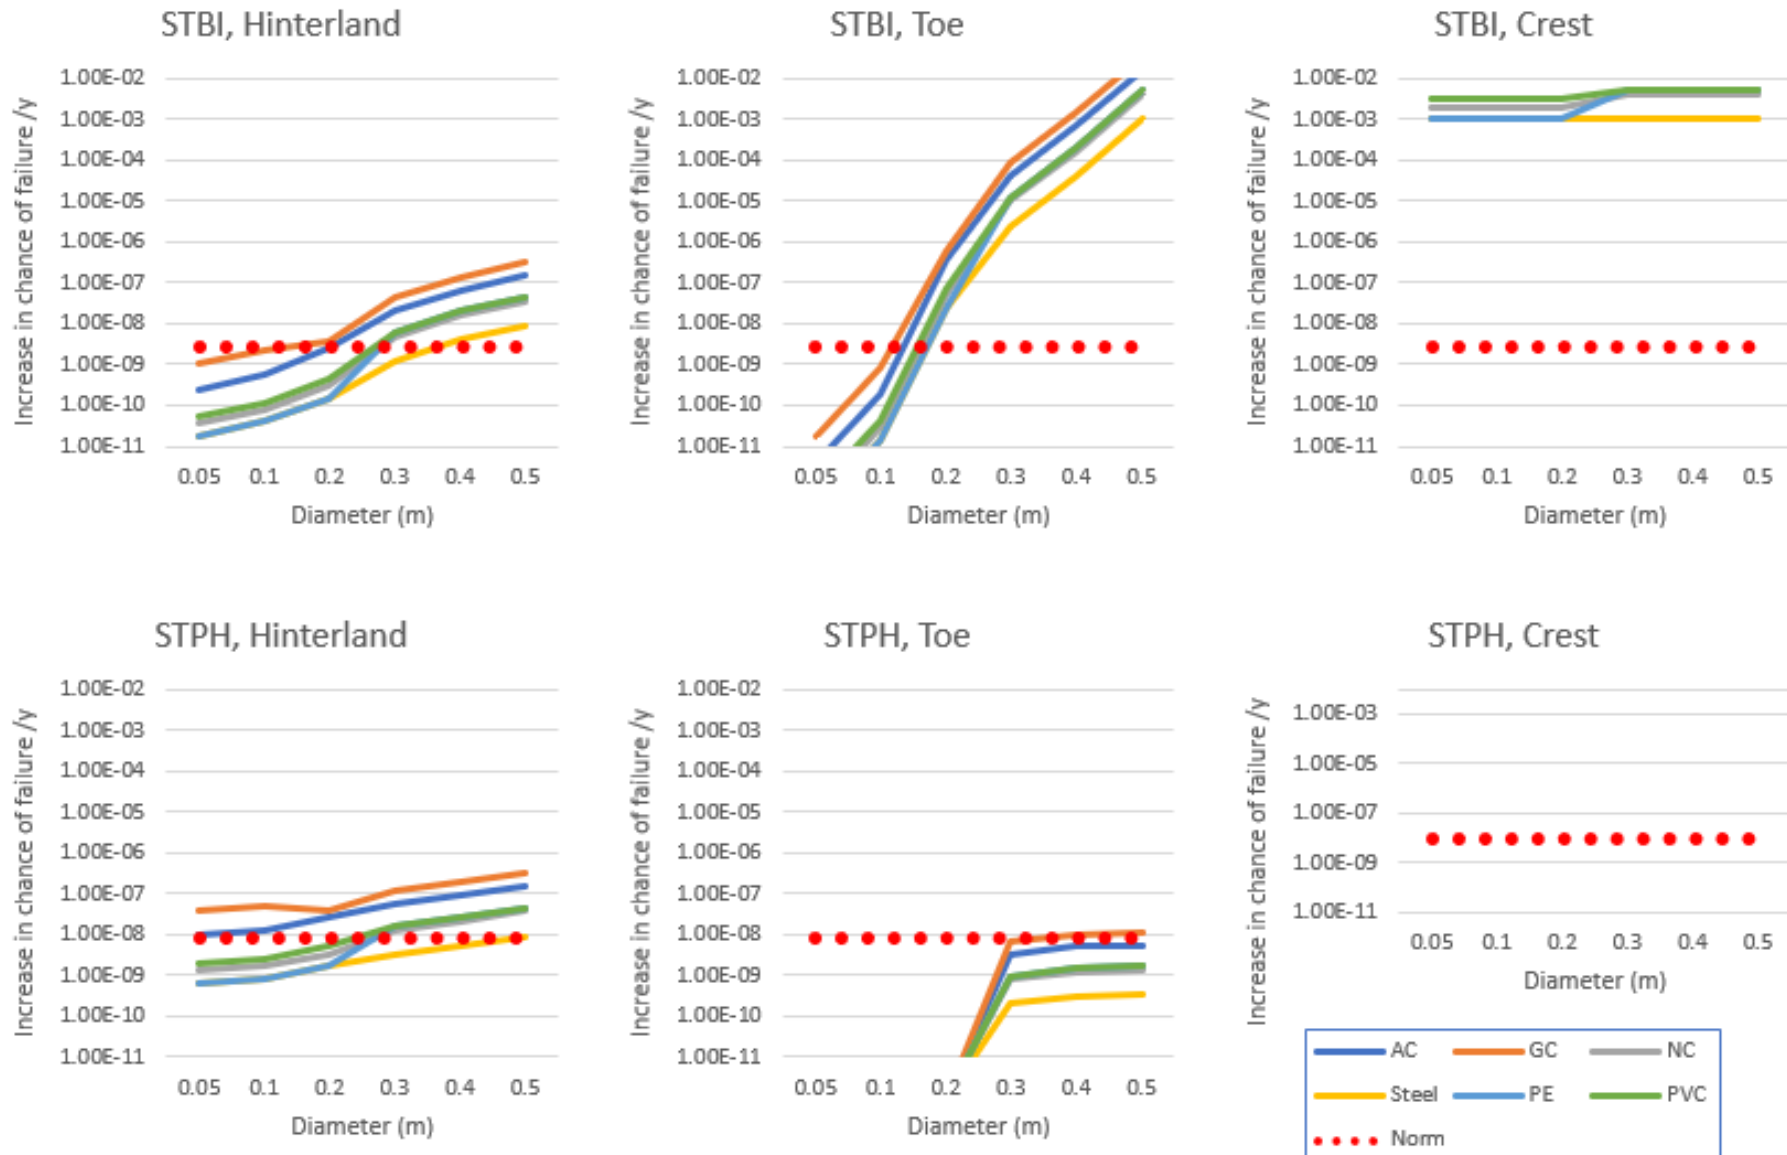 STBI, Hinterland
Increase in chance of failure /y
1.00E-02
1.00E-03
1.00E-04
1.00E-05
1.00E-06
1.00E-07
1.00E-08
1.00E-09
1.00E-10
1.00E-11
0.05 0.1 0.2 0.3 0.4 0.5
Diameter (m)
STBI, Toe
Increase in chance of failure /y
1.00E-02
1.00E-03
1.00E-04
1.00E-05
1.00E-06
1.00E-07
1.00E-08
1.00E-09
1.00E-10
1.00E-11
0.05 0.1 0.2 0.3 0.4 0.5
Diameter (m)
STBI, Crest
Increase in chance of failure /y
1.00E-02
1.00E-03
1.00E-04
1.00E-05
1.00E-06
1.00E-07
1.00E-08
1.00E-09
1.00E-10
1.00E-11
0.05 0.1 0.2 0.3 0.4 0.5
Diameter (m)
STPH, Hinterland
Increase in chance of failure /y
1.00E-02
1.00E-03
1.00E-04
1.00E-05
1.00E-06
1.00E-07
1.00E-08
1.00E-09
1.00E-10
1.00E-11
0.05 0.1 0.2 0.3 0.4 0.5
Diameter (m)
STPH, Toe
Increase in chance of failure /y
1.00E-02
1.00E-03
1.00E-04
1.00E-05
1.00E-06
1.00E-07
1.00E-08
1.00E-09
1.00E-10
1.00E-11
0.05 0.1 0.2 0.3 0.4 0.5
Diameter (m)
STPH, Crest
Increase in chance of failure /y
1.00E-03
1.00E-05
1.00E-07
1.00E-09
1.00E-11
0.05 0.1 0.2 0.3 0.4 0.5
Diameter (m)
AC GC NC
Steel PE PVC
Norm